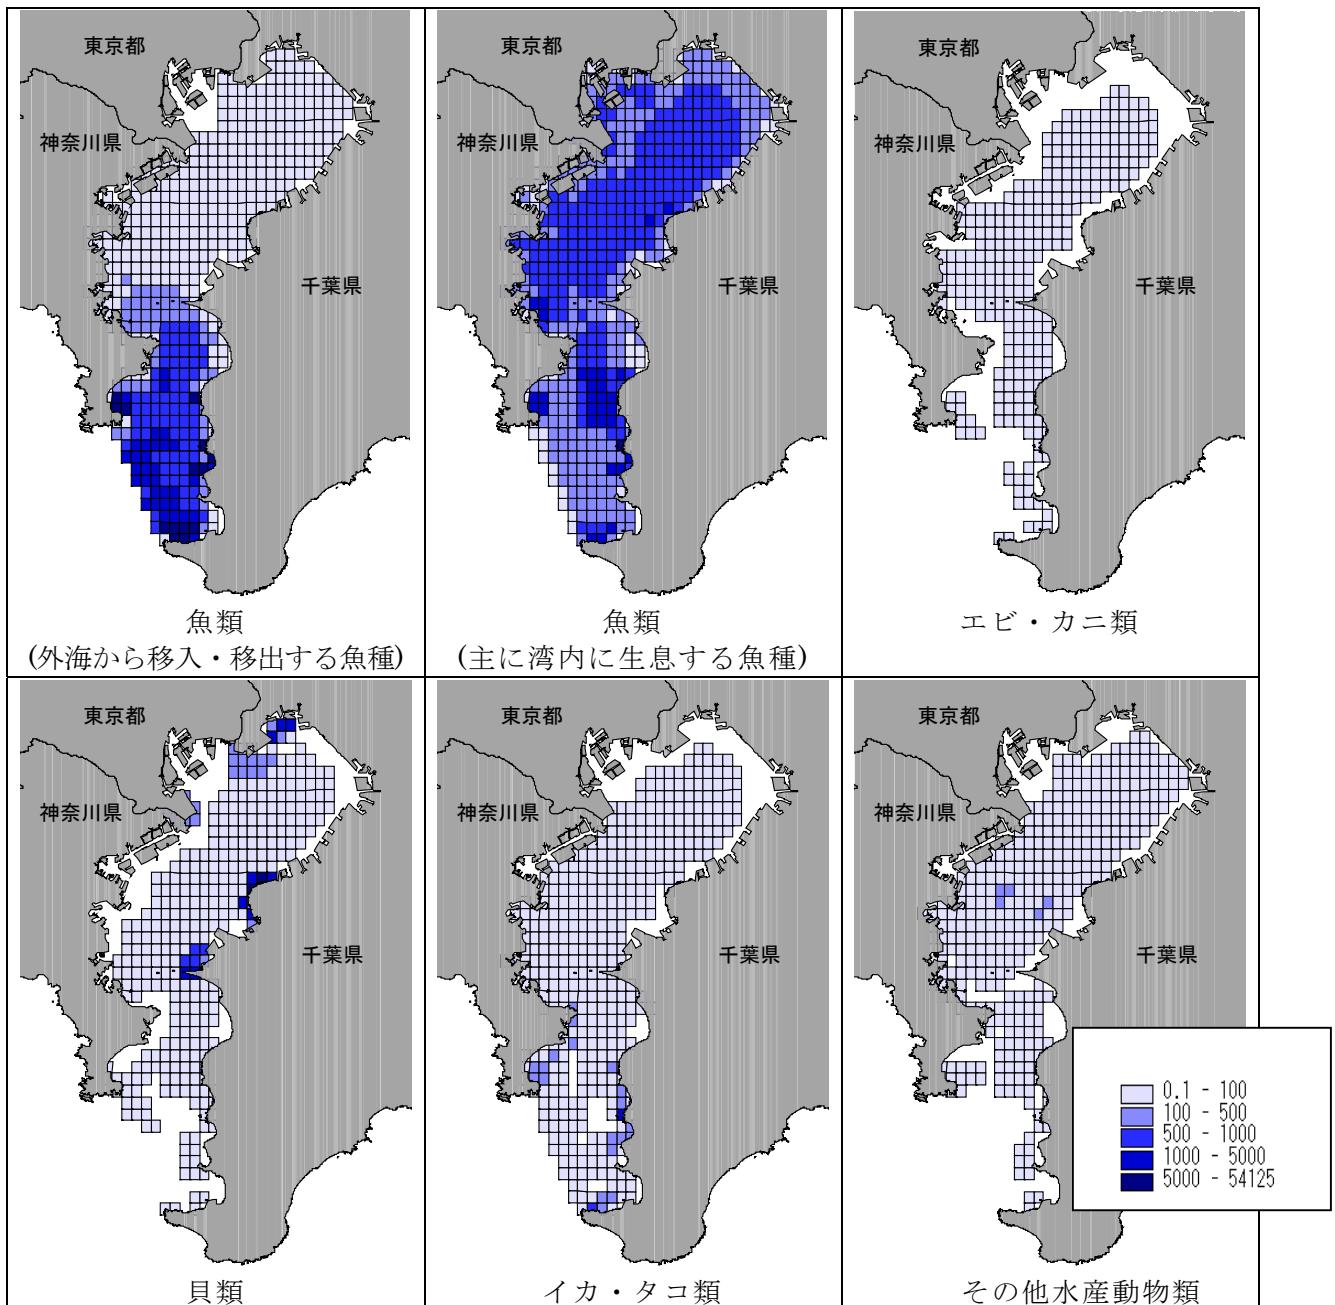 東京都
神奈川県
千葉県
魚類
(外海から移入・移出する魚種)
東京都
神奈川県
千葉県
魚類
(主に湾内に生息する魚種)
東京都
神奈川県
千葉県
エビ・カニ類
東京都
神奈川県
千葉県
貝類
東京都
神奈川県
千葉県
イカ・タコ類
東京都
神奈川県
千葉県
その他水産動物類
0.1 - 100
100 - 500
500 - 1000
1000 - 5000
5000 - 54125